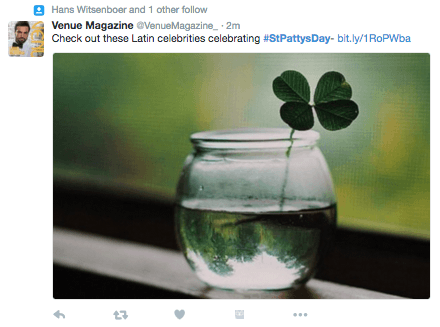 Hans Witsenboer and 1 other follow
Venue Magazine @VenueMagazine_ · 2m
Check out these Latin celebrities celebrating #StPattysDay- bit.ly/1RoPWba